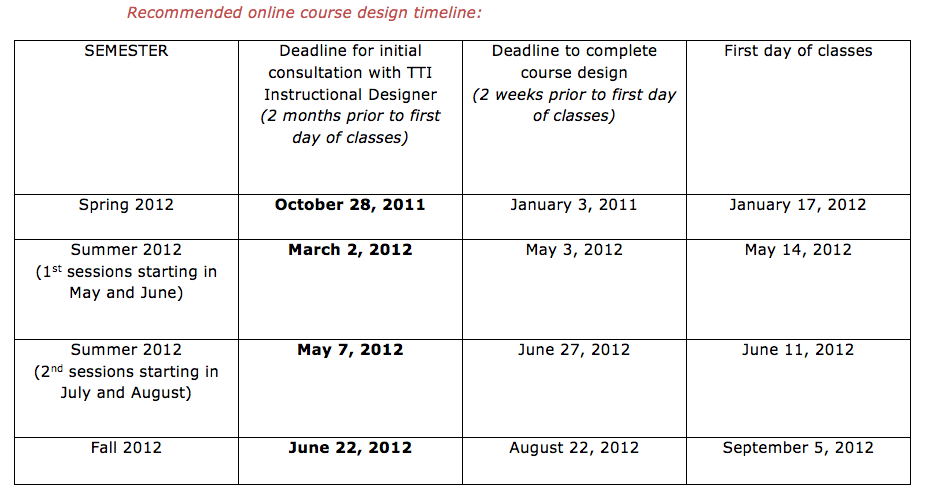 Recommended online course design timeline:
SEMESTER
Deadline for initial
consultation with TTI
Instructional Designer
(2 months prior to first
day of classes)
Deadline to complete
course design
(2 weeks prior to first day
of classes)
First day of classes
Spring 2012
October 28, 2011
January 3, 2011
January 17, 2012
Summer 2012
(1st sessions starting in
May and June)
March 2, 2012
May 3, 2012
May 14, 2012
Summer 2012
(2nd sessions starting in
July and August)
May 7, 2012
June 27, 2012
June 11, 2012
Fall 2012
June 22, 2012
August 22, 2012
September 5, 2012